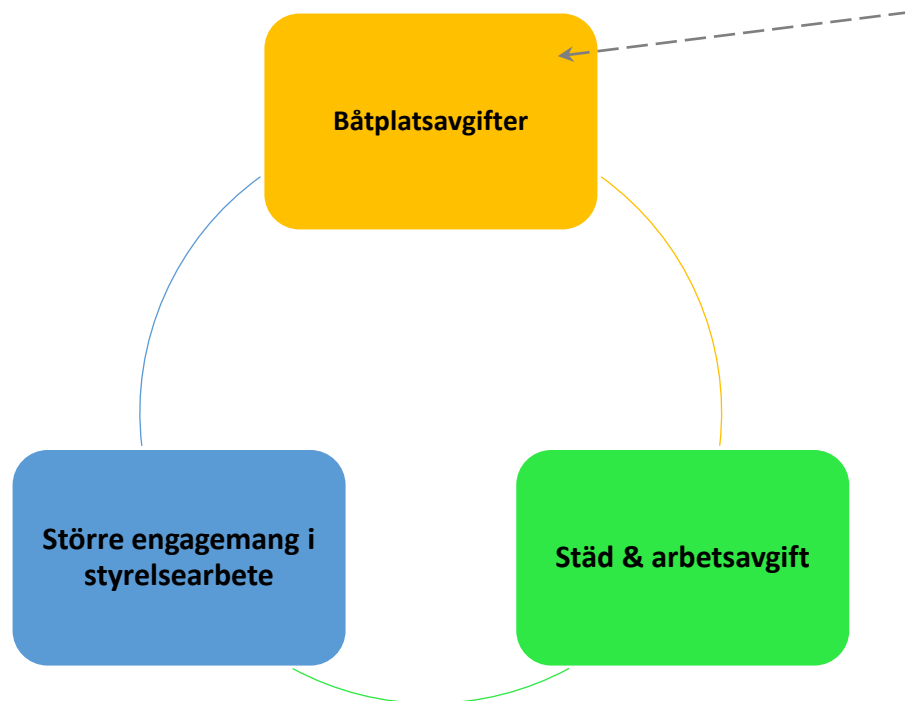 Båtplatsavgifter
Större engagemang i
styrelsearbete
Städ & arbetsavgift